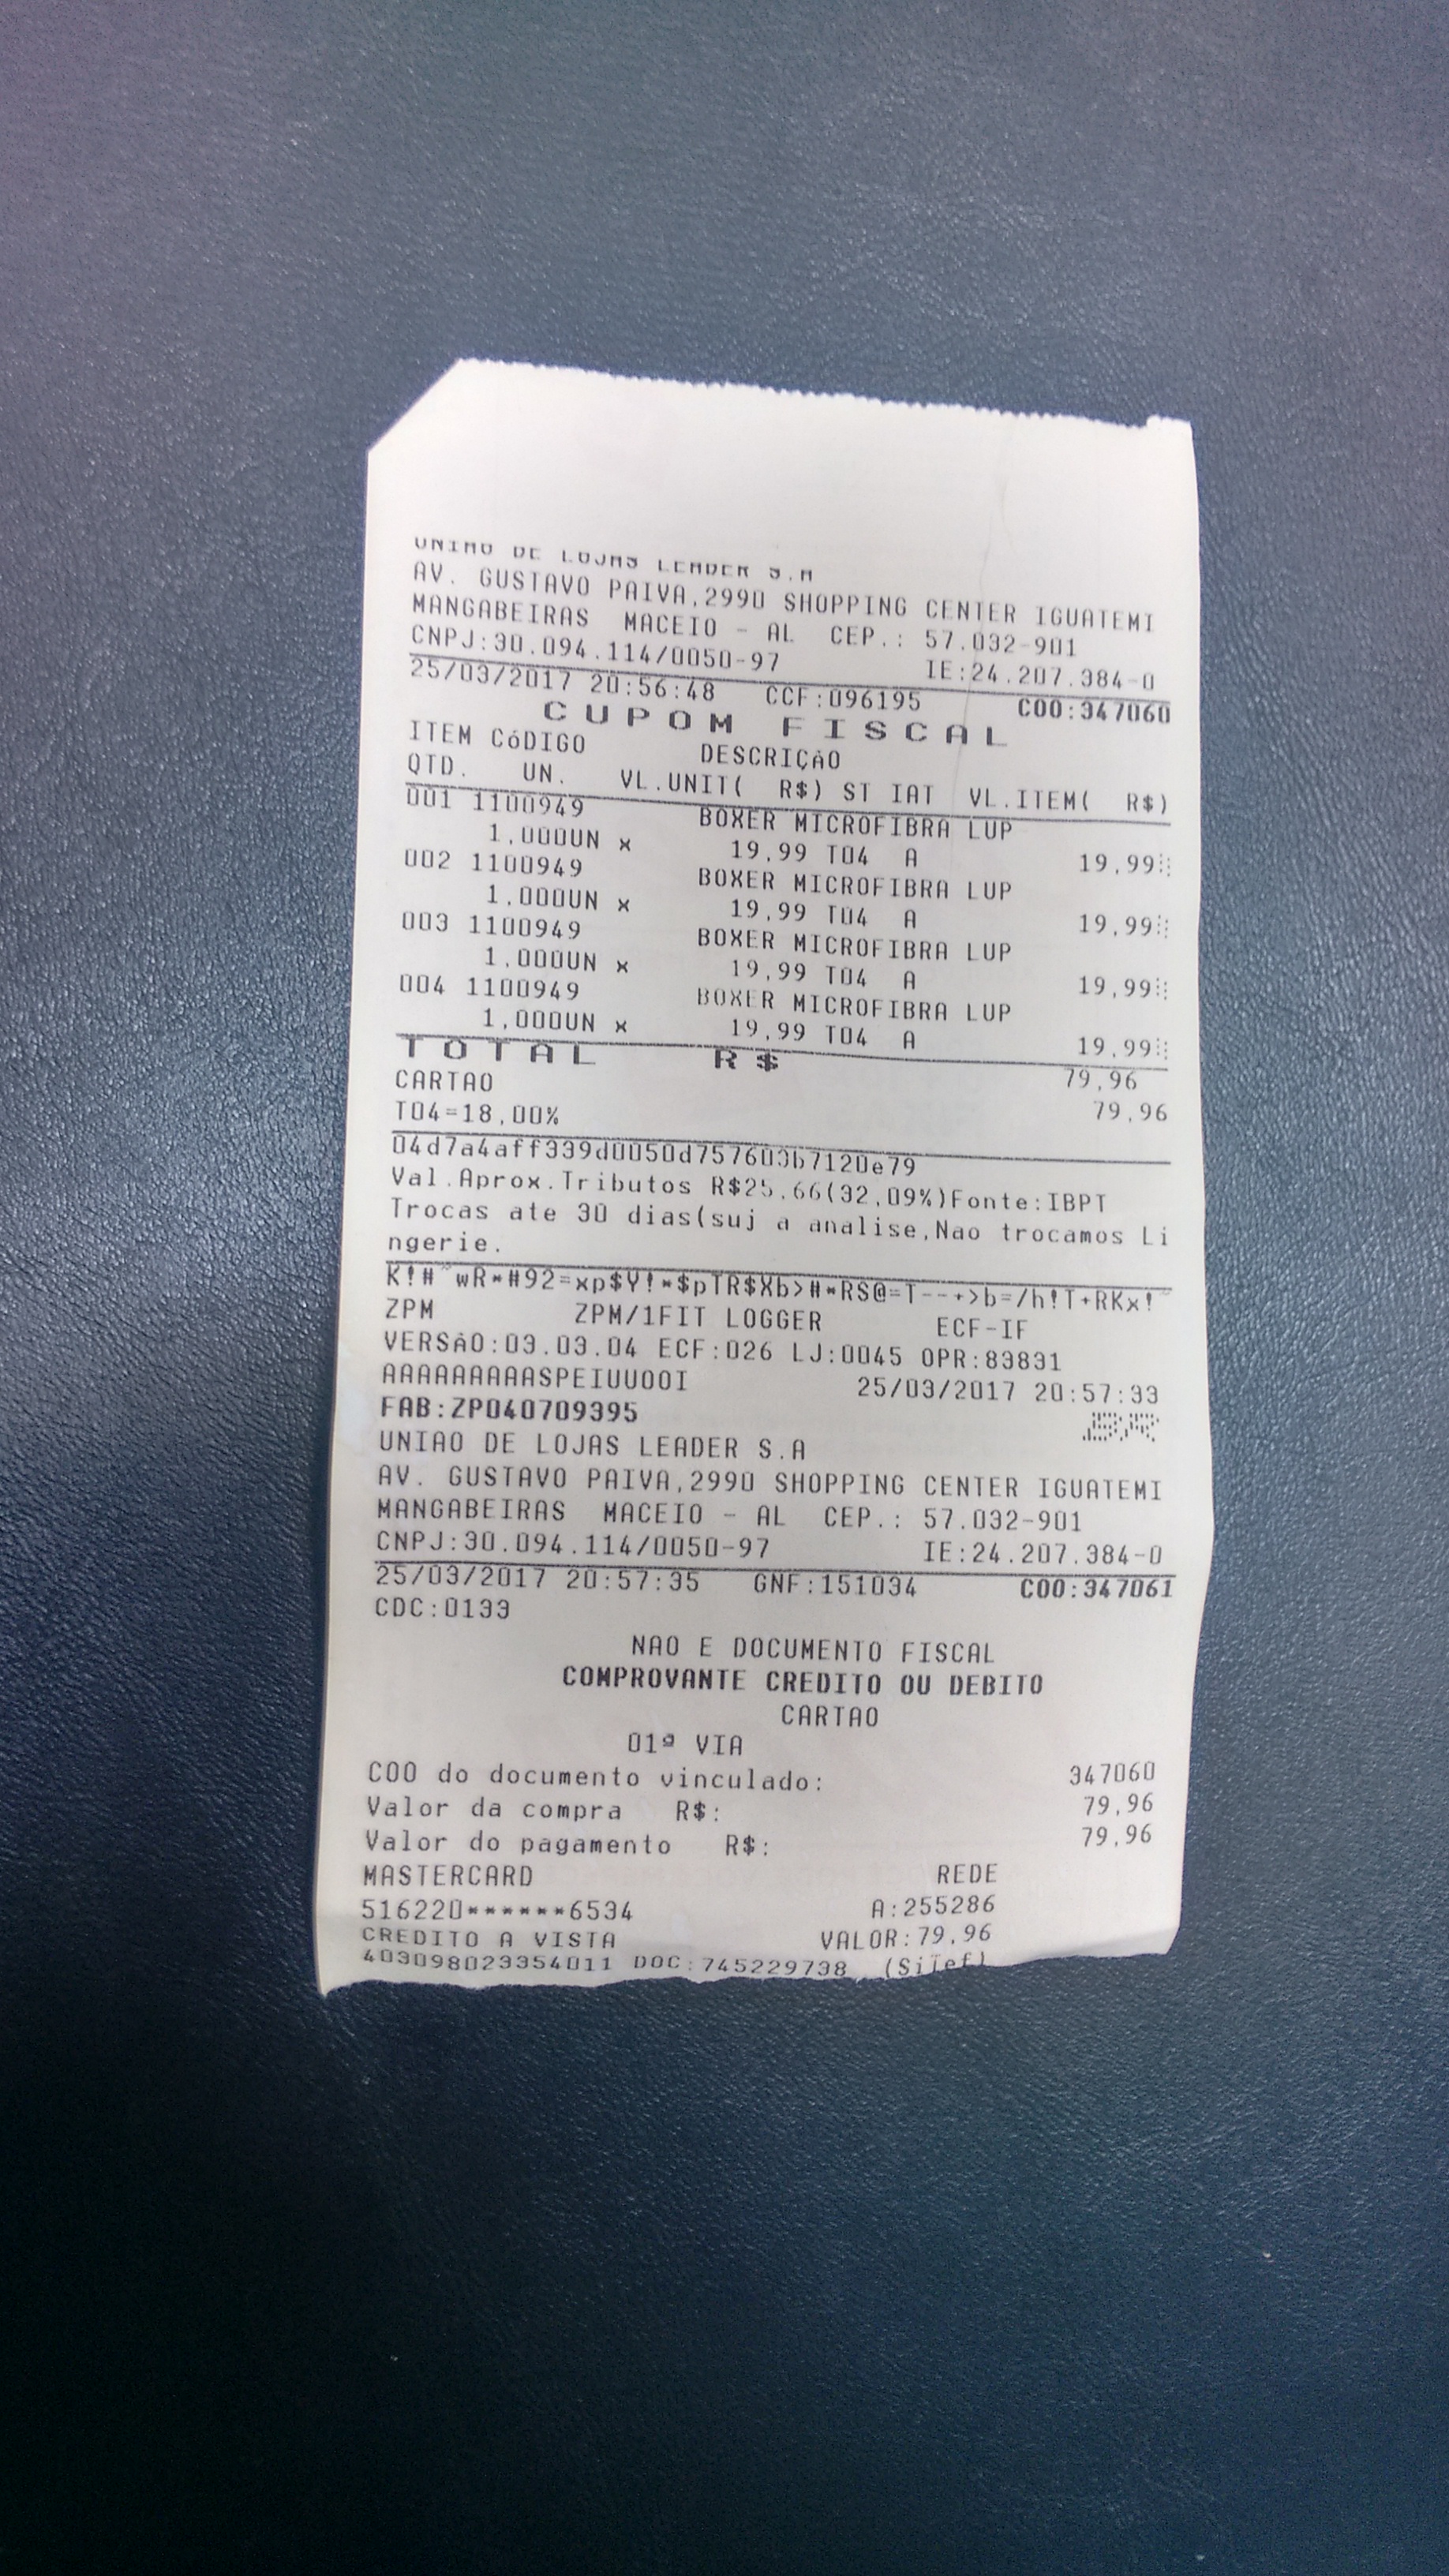 UNIAO DE LOJAS LEADER S.A
AV. GUSTAVO PAIVA,2990 SHOPPING CENTER IGUATEMI
MANGABEIRAS  MACEIO - AL  CEP.: 57.032-901
CNPJ:30.094.114/0050-97 IE:24.207.384-0
25/03/2017 20:56:48 CCF:096195 COO:347060
CUPOM FISCAL
ITEM CóDIGO DESCRIÇÃO
QTD. UN. VL.UNIT( R$) ST IAT VL.ITEM( R$)
001 1100949 BOXER MICROFIBRA LUP
1,000UN x 19,99 T04 A 19,99
002 1100949 BOXER MICROFIBRA LUP
1,000UN x 19,99 T04 A 19,99
003 1100949 BOXER MICROFIBRA LUP
1,000UN x 19,99 T04 A 19,99
004 1100949 BOXER MICROFIBRA LUP
1,000UN x 19,99 T04 A 19,99
TOTAL R$ 79,96
CARTAO 79,96
T04=18,00%
Val.Aprox.Tributos R$25,66(32,09%)Fonte:IBPT
Trocas ate 30 dias(suj a analise,Nao trocamos Li
ngerie.
ZPM ZPM/1FIT LOGGER ECF-IF
VERSÃO:03.03.04 ECF:026 LJ:0045 OPR:83831
AAAAAAAAASPEIUUOOI 25/03/2017 20:57:33
FAB:ZP040709395
UNIAO DE LOJAS LEADER S.A
AV. GUSTAVO PAIVA,2990 SHOPPING CENTER IGUATEMI
MANGABEIRAS  MACEIO - AL  CEP.: 57.032-901
CNPJ:30.094.114/0050-97 IE:24.207.384-0
25/03/2017 20:57:35 GNF:151034 COO:347061
CDC:0133
NAO E DOCUMENTO FISCAL
COMPROVANTE CREDITO OU DEBITO
CARTAO
01ª VIA
COO do documento vinculado: 347060
Valor da compra R$: 79,96
Valor do pagamento R$: 79,96
MASTERCARD REDE
516220******6534 A:255286
CREDITO A VISTA VALOR:79,96
403098023354011 DOC:745229738 (SiTef)